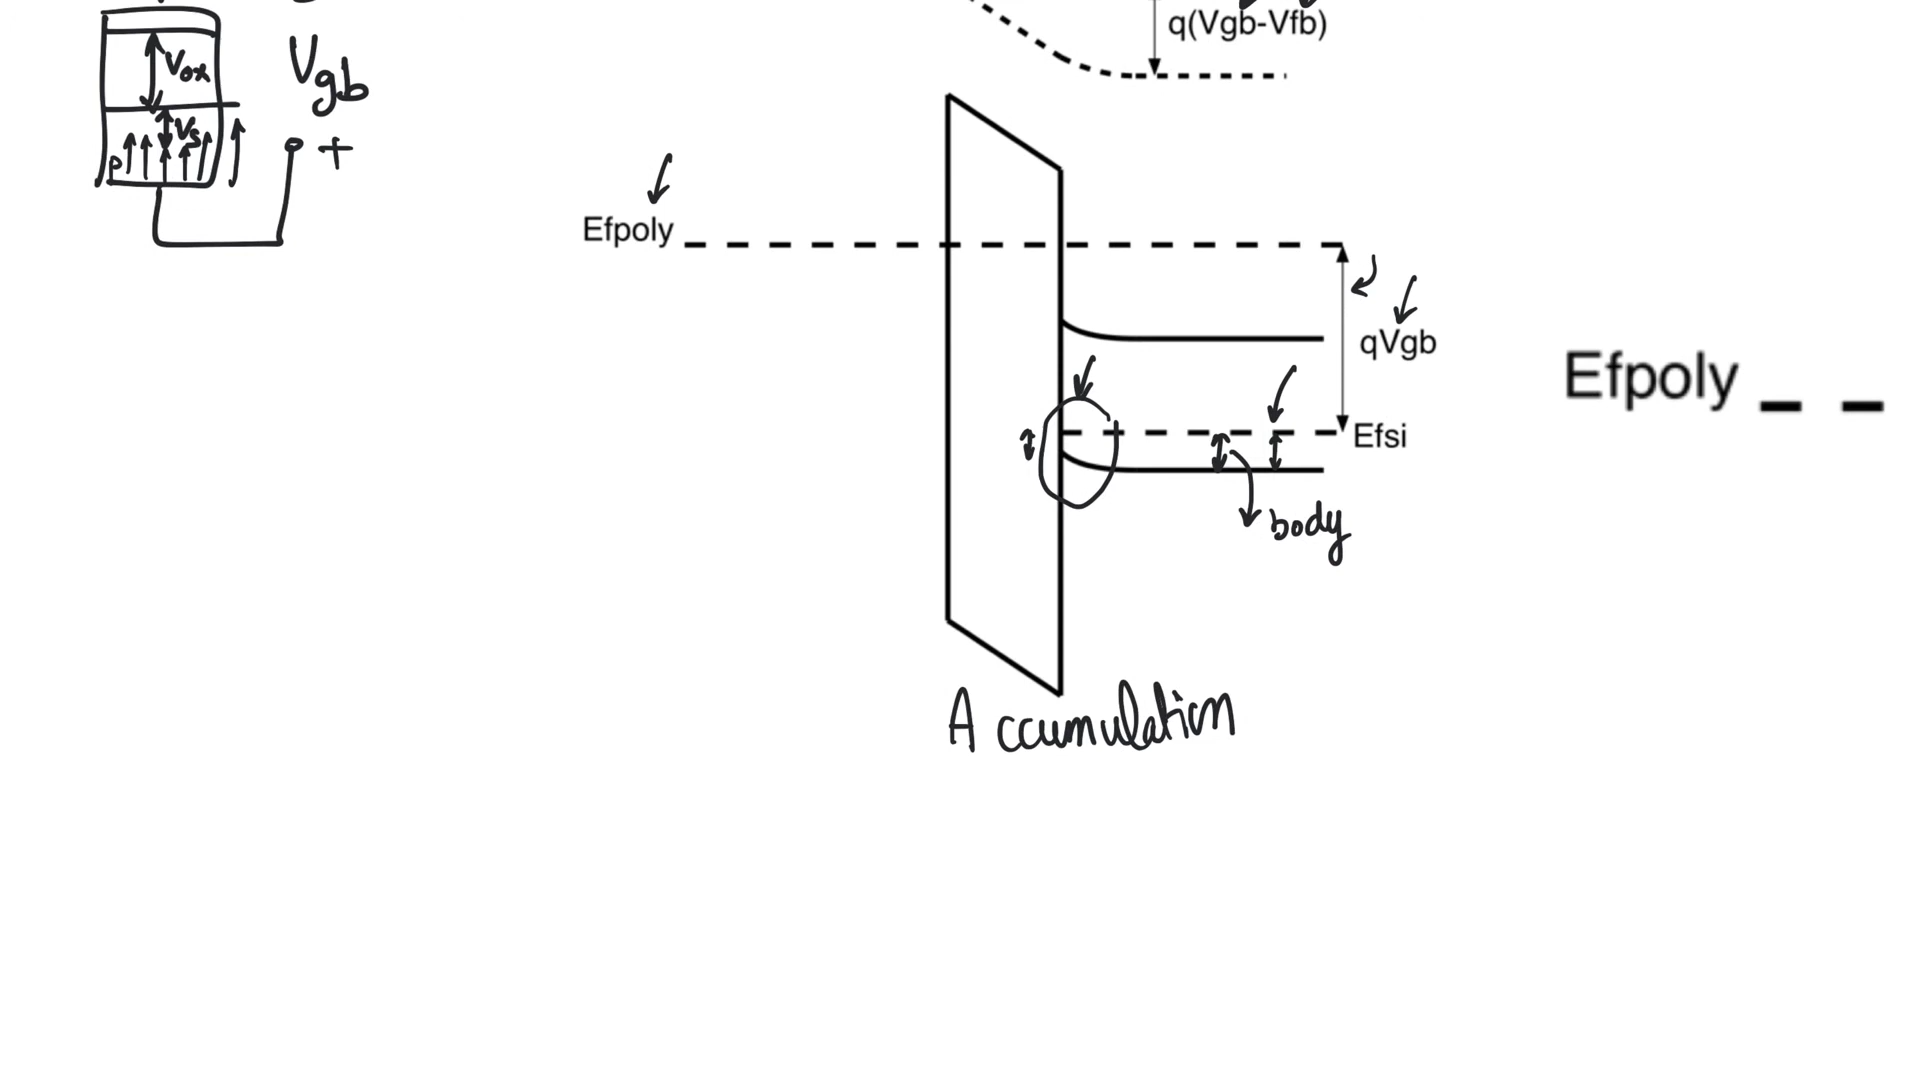 q(Vgb-Vfb)
Vox
Vgb
Vs
P
+
Efpoly
qVgb
Efpoly
Efsi
body
Accumulation